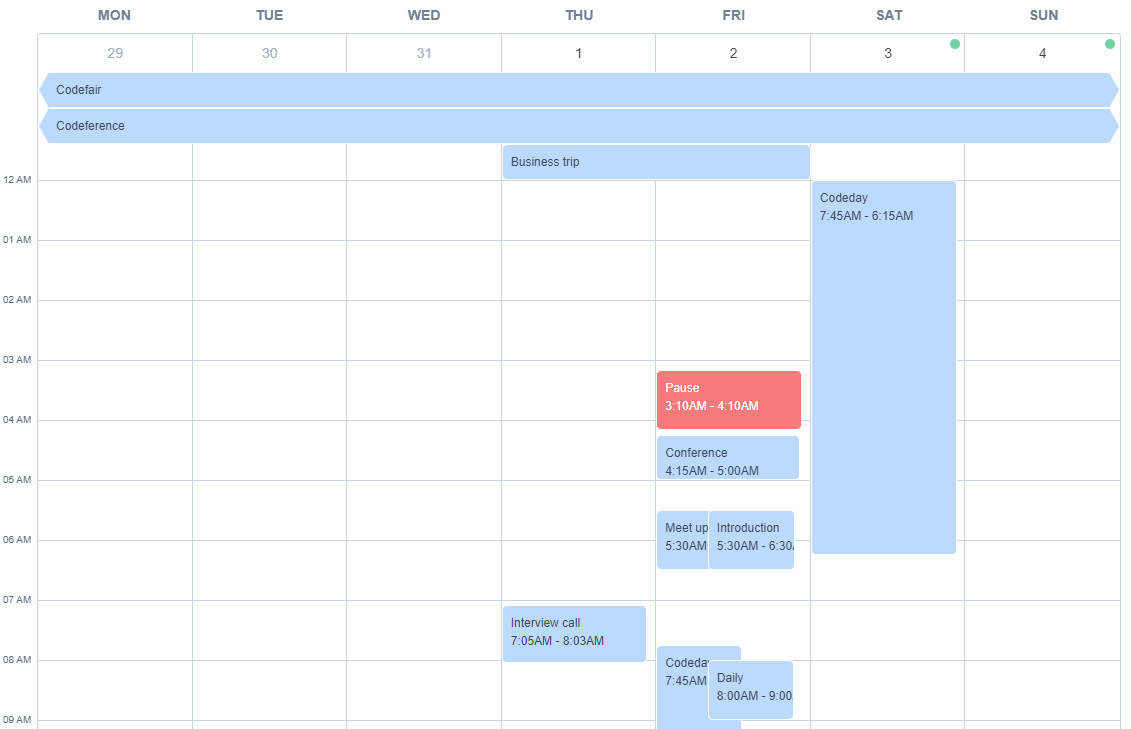 MON TUE WED THU FRI SAT SUN
29 30 31 1 2 3 4
Codefair
Codeference
Business trip
12 AM
Codeday
7:45AM - 6:15AM
01 AM
02 AM
03 AM
Pause
3:10AM - 4:10AM
04 AM
Conference
4:15AM - 5:00AM
05 AM
Meet up Introduction
5:30AM 5:30AM - 6:30
06 AM
07 AM
Interview call
7:05AM - 8:03AM
08 AM
Codeday
7:45AM
Daily
8:00AM - 9:00
09 AM